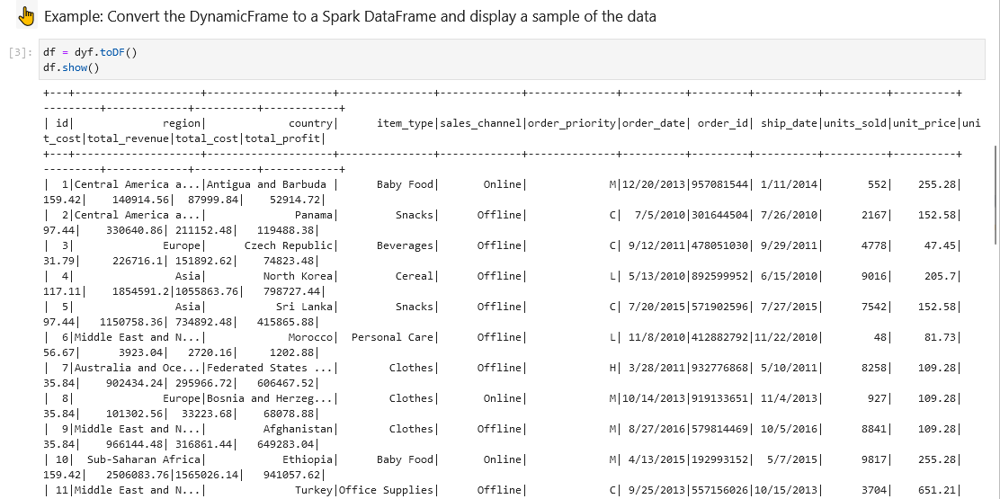 Example: Convert the DynamicFrame to a Spark DataFrame and display a sample of the data
[3]: df = dyf.toDF()
df.show()
+---+--------------------+--------------------+---------------+-------------+--------------+----------+---------+----------+----------+----------+
---------+-------------+----------+------------+
| id|              region|             country|      item_type|sales_channel|order_priority|order_date| order_id| ship_date|units_sold|unit_price|uni
t_cost|total_revenue|total_cost|total_profit|
+---+--------------------+--------------------+---------------+-------------+--------------+----------+---------+----------+----------+----------+
---------+-------------+----------+------------+
|  1|Central America a...|Antigua and Barbuda |      Baby Food|       Online|             M|12/20/2013|957081544| 1/11/2014|       552|    255.28|
159.42|    140914.56|  87999.84|    52914.72|
|  2|Central America a...|              Panama|         Snacks|      Offline|             C|  7/5/2010|301644504| 7/26/2010|      2167|    152.58|
97.44|    330640.86| 211152.48|   119488.38|
|  3|              Europe|      Czech Republic|      Beverages|      Offline|             C| 9/12/2011|478051030| 9/29/2011|      4778|     47.45|
31.79|     226716.1| 151892.62|    74823.48|
|  4|                Asia|         North Korea|         Cereal|      Offline|             L| 5/13/2010|892599952| 6/15/2010|      9016|     205.7|
117.11|    1854591.2|1055863.76|   798727.44|
|  5|                Asia|           Sri Lanka|         Snacks|      Offline|             C| 7/20/2015|571902596| 7/27/2015|      7542|    152.58|
97.44|   1150758.36| 734892.48|   415865.88|
|  6|Middle East and N...|             Morocco|  Personal Care|      Offline|             L| 11/8/2010|412882792|11/22/2010|        48|     81.73|
56.67|      3923.04|   2720.16|     1202.88|
|  7|Australia and Oce...|Federated States ...|        Clothes|      Offline|             H| 3/28/2011|932776868| 5/10/2011|      8258|    109.28|
35.84|    902434.24| 295966.72|   606467.52|
|  8|              Europe|Bosnia and Herzeg...|        Clothes|       Online|             M|10/14/2013|919133651| 11/4/2013|       927|    109.28|
35.84|    101302.56|  33223.68|    68078.88|
|  9|Middle East and N...|         Afghanistan|        Clothes|      Offline|             M| 8/27/2016|579814469| 10/5/2016|      8841|    109.28|
35.84|    966144.48| 316861.44|   649283.04|
| 10|  Sub-Saharan Africa|            Ethiopia|      Baby Food|       Online|             M| 4/13/2015|192993152|  5/7/2015|      9817|    255.28|
159.42|   2506083.76|1565026.14|   941057.62|
| 11|Middle East and N...|              Turkey|Office Supplies|      Offline|             C| 9/25/2013|557156026|10/15/2013|      3704|    651.21|